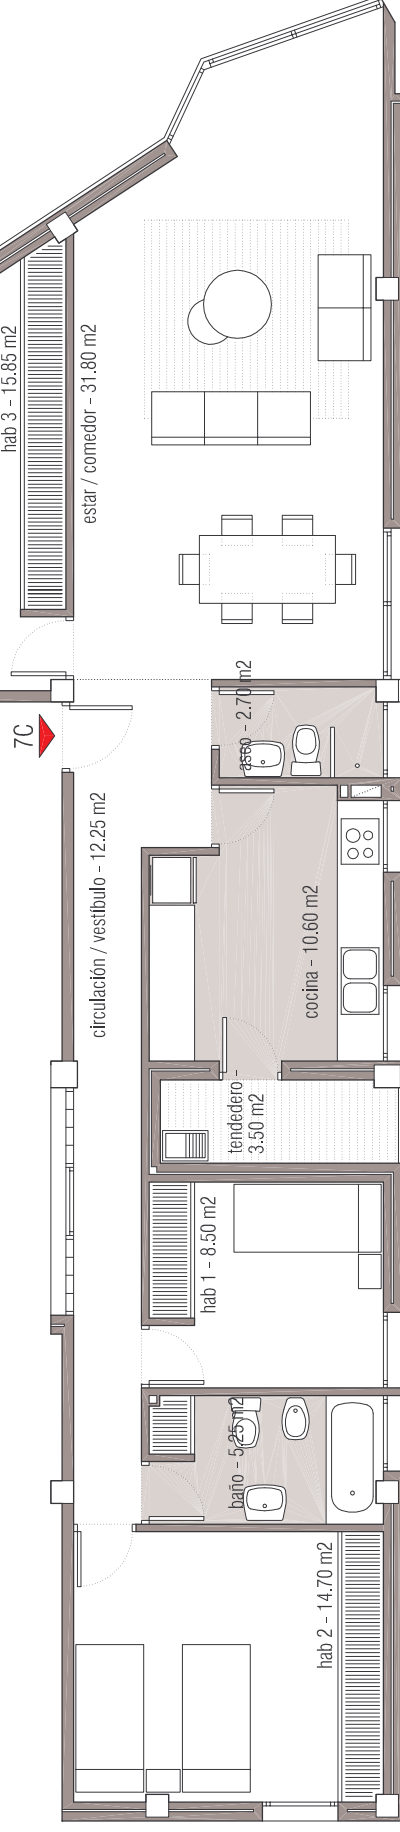 hab 3 - 15.85 m2
estar / comedor - 31.80 m2
aseo - 2.70 m2
7C
circulación / vestíbulo - 12.25 m2
cocina - 10.60 m2
tendedero -
3.50 m2
hab 1 - 8.50 m2
baño - 5.25 m2
hab 2 - 14.70 m2